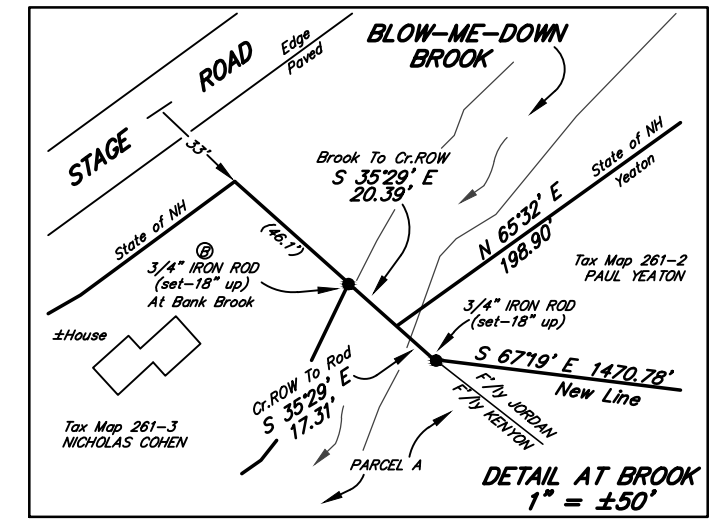 BLOW-ME-DOWN
BROOK
STAGE ROAD
Edge
Paved
33'
Brook To Cr.ROW
S 35°29' E
20.39'
State of NH
Yeaton
N 65°32' E
198.90'
State of NH
(46.1')
B
3/4" IRON ROD
(set-18" up)
At Bank Brook
Tax Map 261-2
PAUL YEATON
3/4" IRON ROD
(set-18" up)
±House
S 67°19' E 1470.78'
New Line
Cr.ROW To Rod
S 35°29' E
17.31'
F'ly JORDAN
F'ly KENYON
Tax Map 261-3
NICHOLAS COHEN
PARCEL A
DETAIL AT BROOK
1" = ±50'